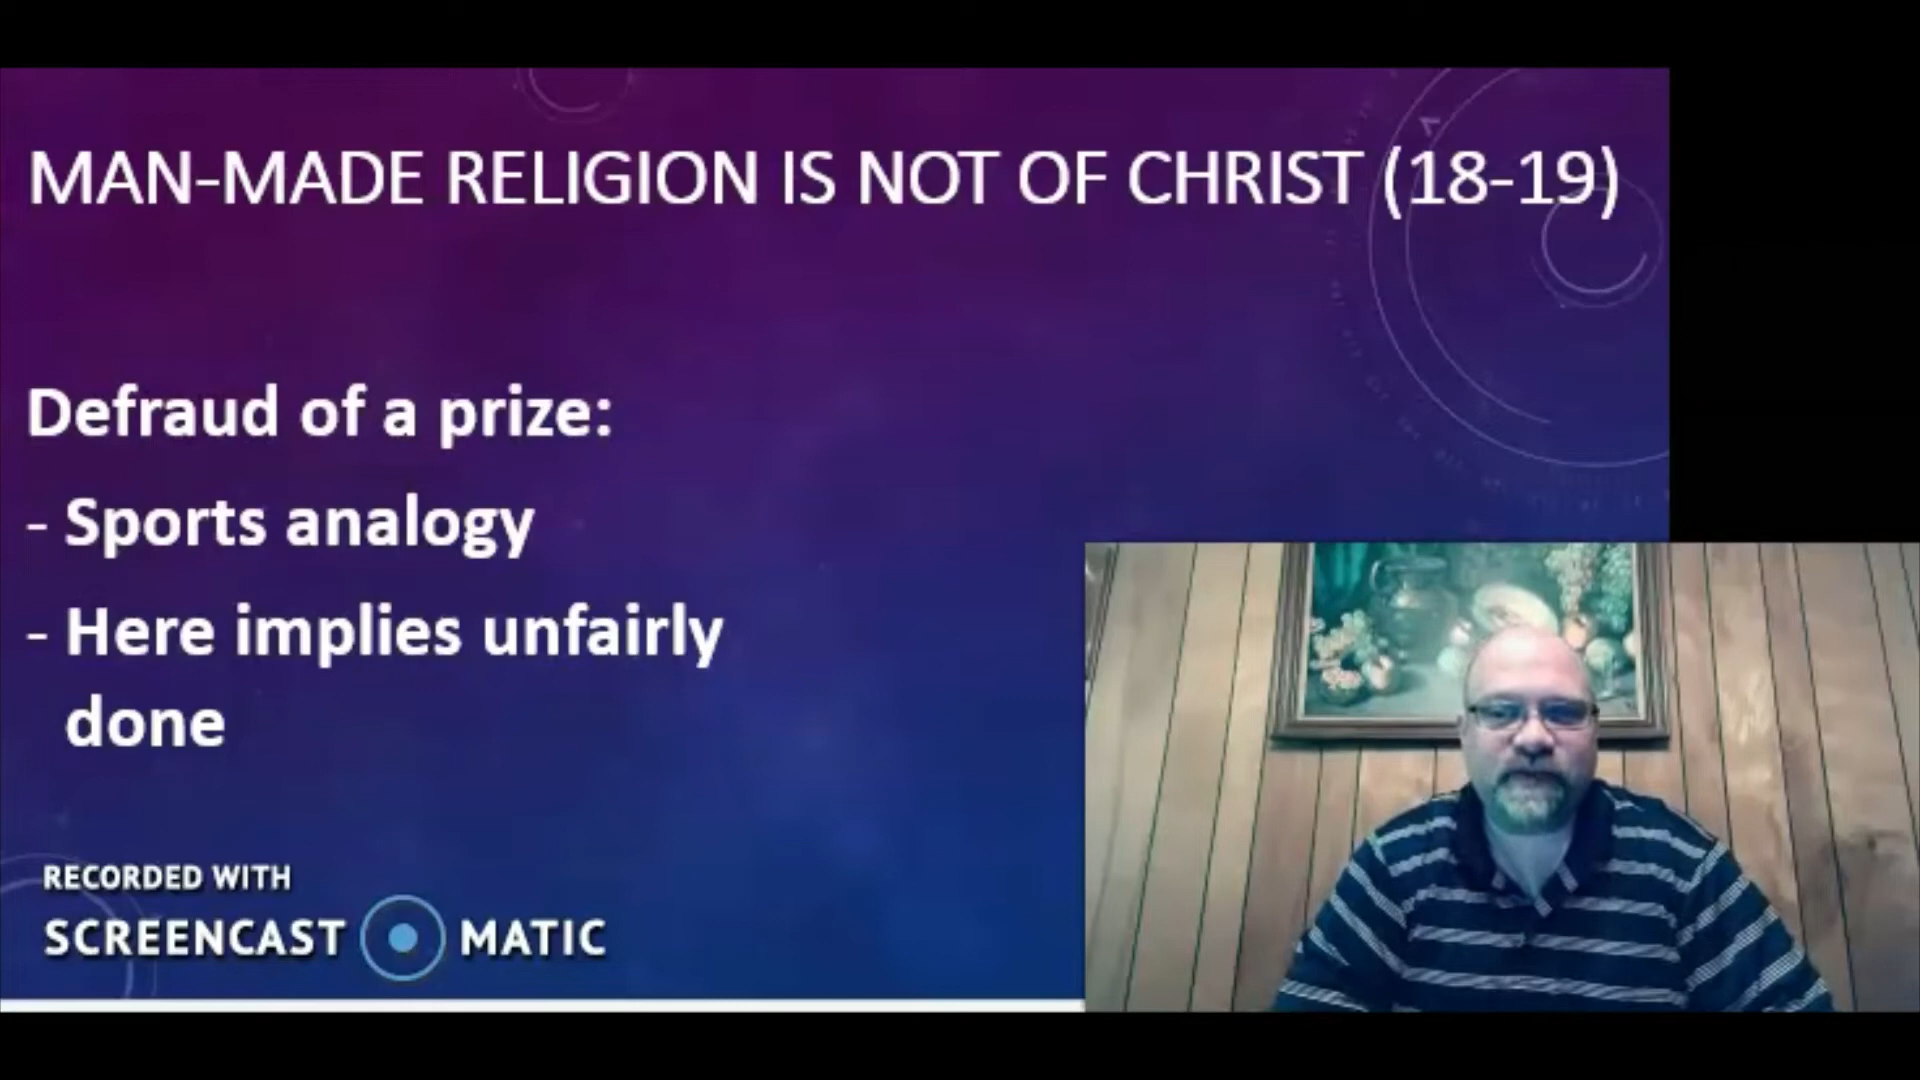 MAN-MADE RELIGION IS NOT OF CHRIST (18-19)
Defraud of a prize:
- Sports analogy
- Here implies unfairly
done
RECORDED WITH
SCREENCAST MATIC